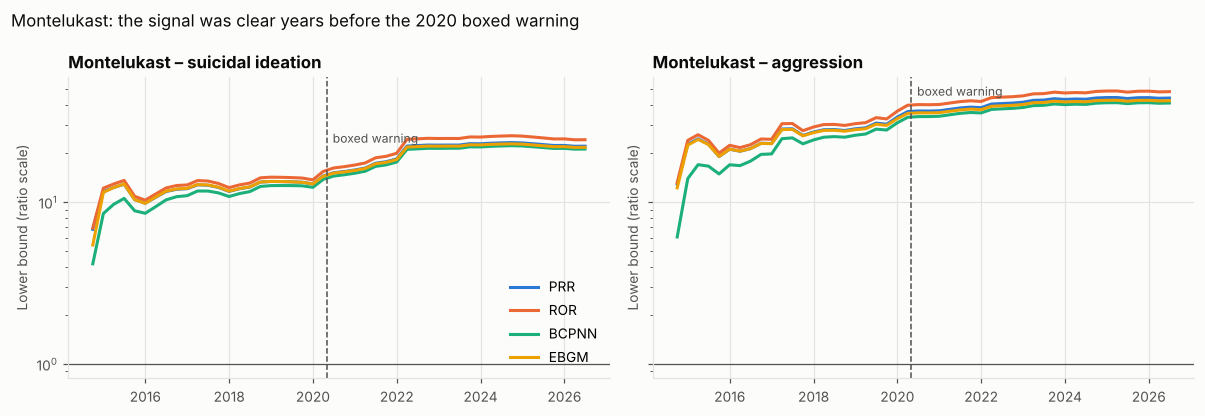 Montelukast: the signal was clear years before the 2020 boxed warning
Montelukast – suicidal ideation
Lower bound (ratio scale)
10¹
10⁰
boxed warning
PRR
ROR
BCPNN
EBGM
2016 2018 2020 2022 2024 2026
Montelukast – aggression
Lower bound (ratio scale)
boxed warning
2016 2018 2020 2022 2024 2026